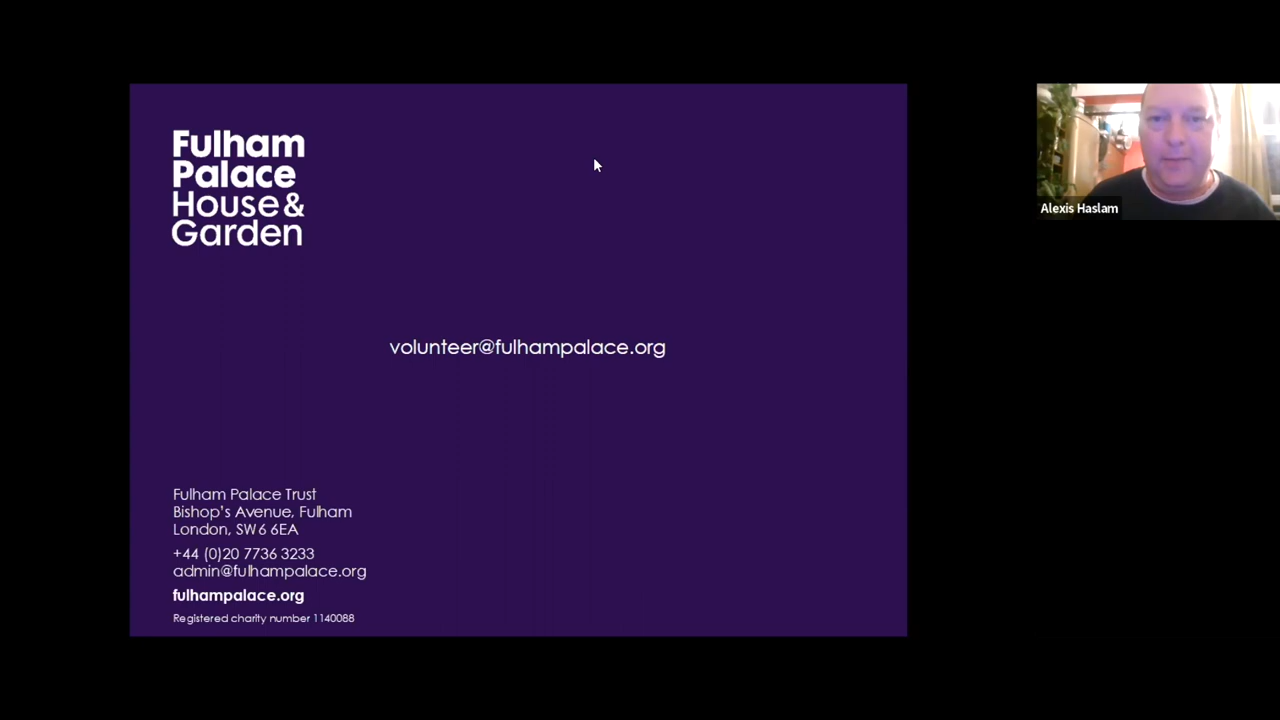 Fulham
Palace
House &
Garden
volunteer@fulhampalace.org
Fulham Palace Trust
Bishop's Avenue, Fulham
London, SW6 6EA
+44 (0)20 7736 3233
admin@fulhampalace.org
fulhampalace.org
Registered charity number 1140088
Alexis Haslam